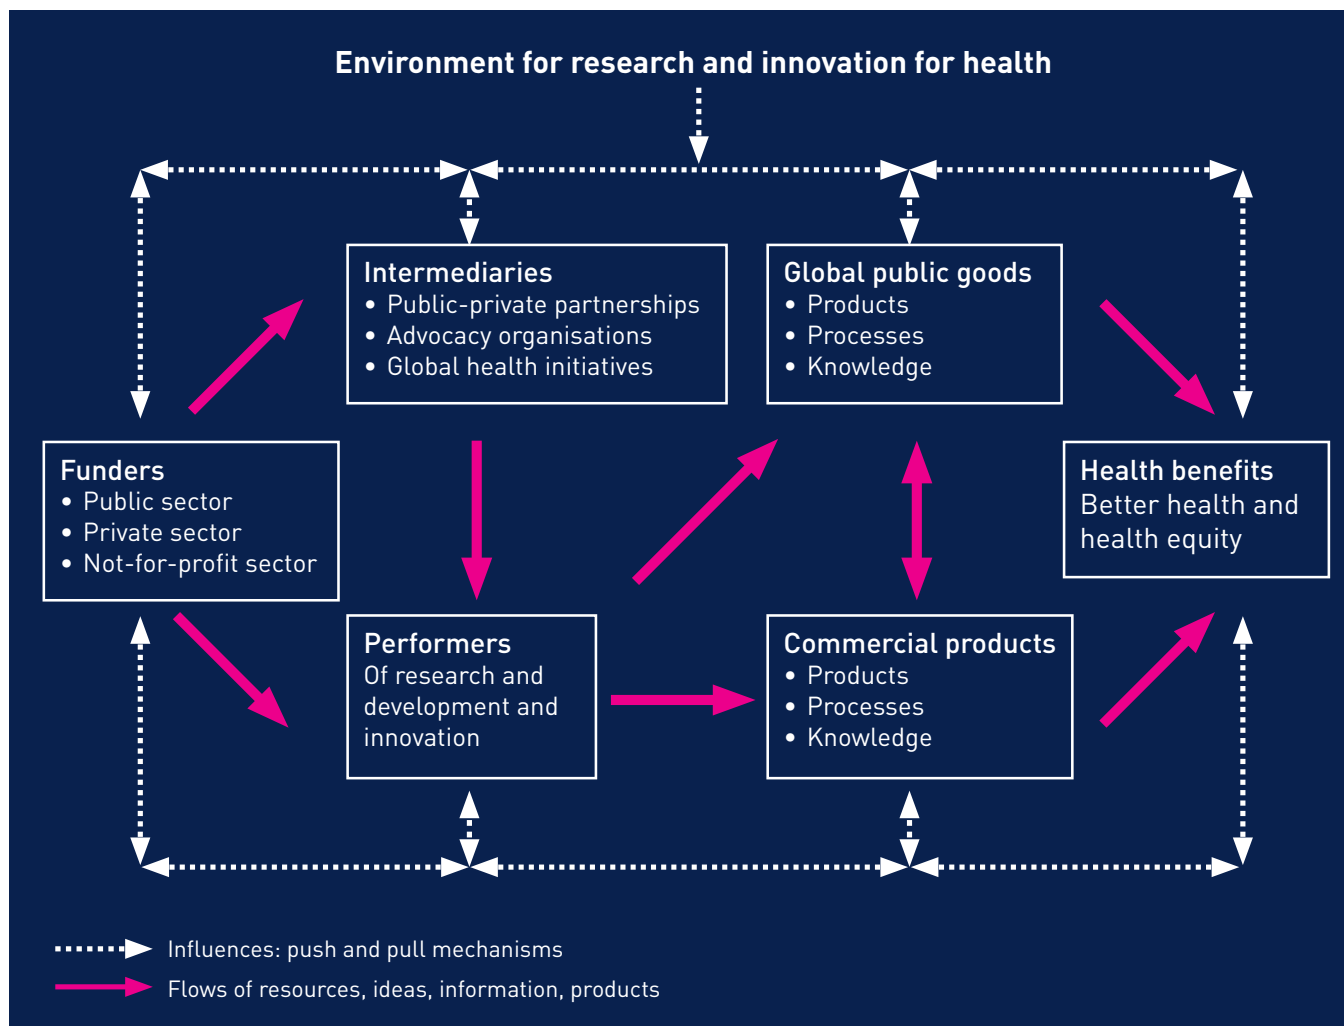 Environment for research and innovation for health
Intermediaries
• Public-private partnerships
• Advocacy organisations
• Global health initiatives
Global public goods
• Products
• Processes
• Knowledge
Funders
• Public sector
• Private sector
• Not-for-profit sector
Health benefits
Better health and
health equity
Performers
Of research and
development and
innovation
Commercial products
• Products
• Processes
• Knowledge
Influences: push and pull mechanisms
Flows of resources, ideas, information, products